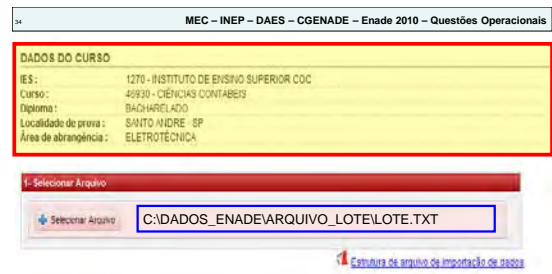 34 MEC – INEP – DAES – CGENADE – Enade 2010 – Questões Operacionais
DADOS DO CURSO
IES: 1270 - INSTITUTO DE ENSINO SUPERIOR COC
Curso: 46930 - CIÊNCIAS CONTÁBEIS
Diploma: BACHARELADO
Localidade de prova: SANTO ANDRE - SP
Área de abrangência: ELETROTÉCNICA
1- Selecionar Arquivo
Selecionar Arquivo C:\DADOS_ENADE\ARQUIVO_LOTE\LOTE.TXT
Estrutura de arquivo de importação de dados